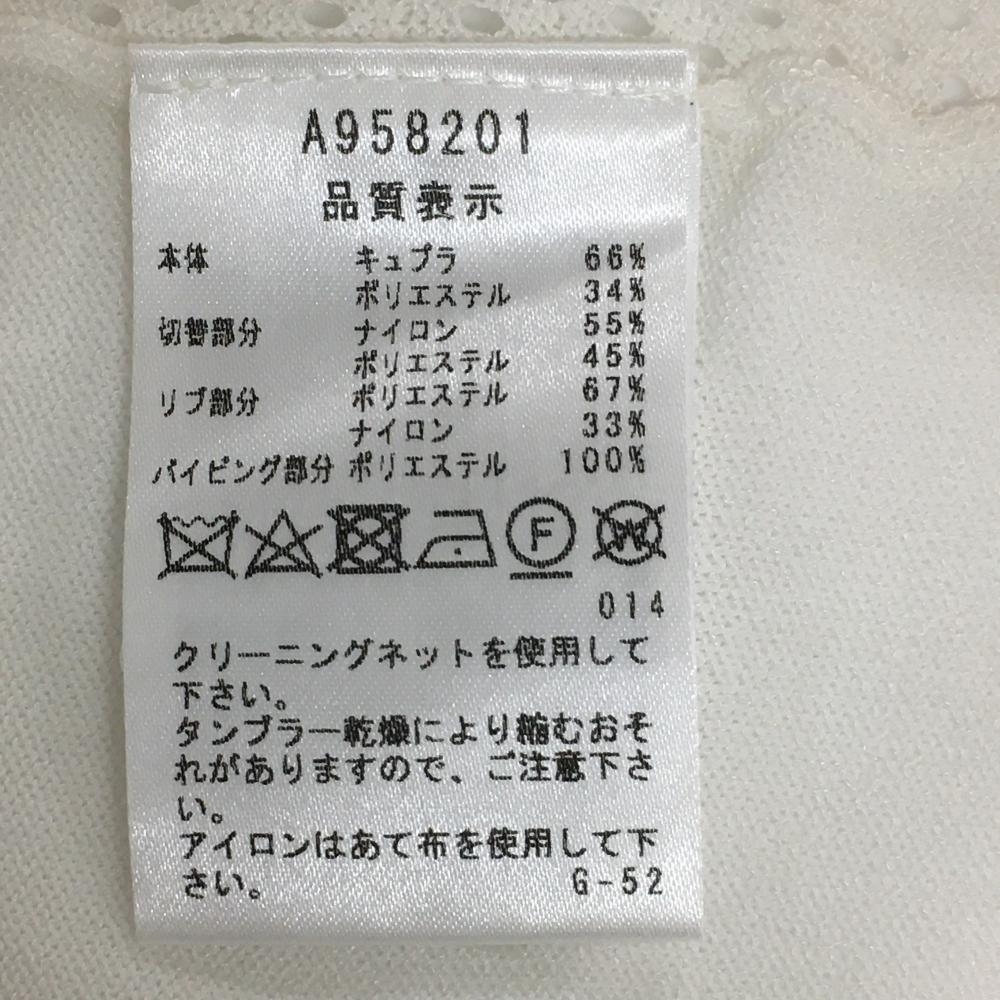 A958201
品質表示
本体 キュプラ 66%
ポリエステル 34%
切替部分 ナイロン 55%
ポリエステル 45%
リブ部分 ポリエステル 67%
ナイロン 33%
パイピング部分 ポリエステル 100%
F W
014
クリーニングネットを使用して
下さい。
タンブラー乾燥により縮むおそ
れがありますので、ご注意下さ
い。
アイロンはあて布を使用して下
さい。 G-52